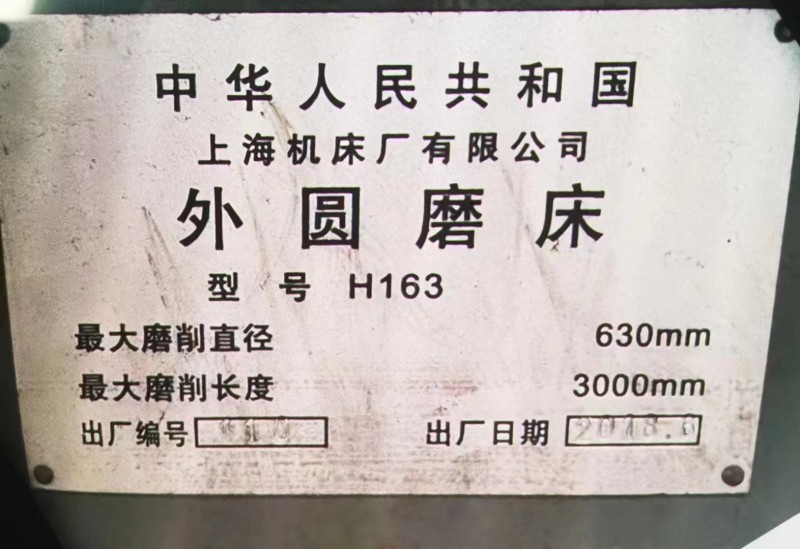 中华人民共和国
上海机床厂有限公司
外圆磨床
型号 H163
最大磨削直径 630mm
最大磨削长度 3000mm
出厂编号 出厂日期 2018.6